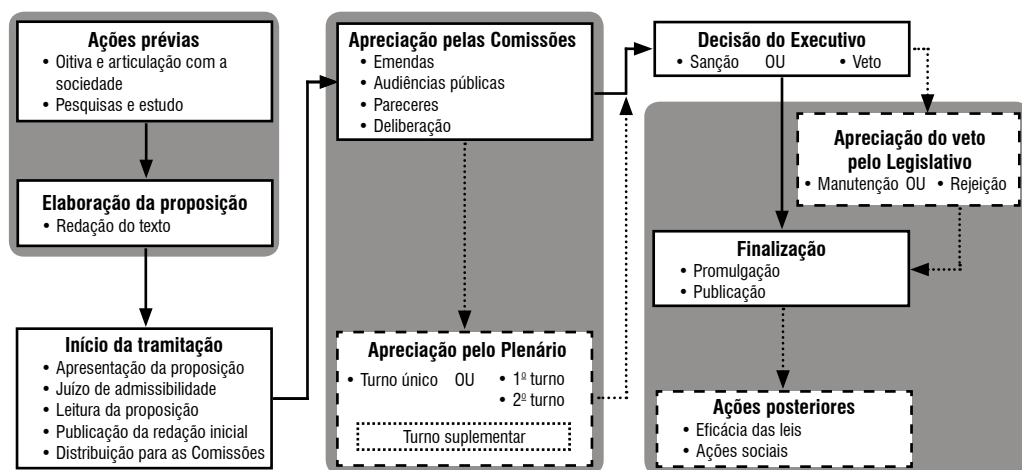 Ações prévias
• Oitiva e articulação com a
sociedade
• Pesquisas e estudo
Elaboração da proposição
• Redação do texto
Início da tramitação
• Apresentação da proposição
• Juízo de admissibilidade
• Leitura da proposição
• Publicação da redação inicial
• Distribuição para as Comissões
Apreciação pelas Comissões
• Emendas
• Audiências públicas
• Pareceres
• Deliberação
Apreciação pelo Plenário
• Turno único OU • 1º turno
• 2º turno
Turno suplementar
Decisão do Executivo
• Sanção OU • Veto
Apreciação do veto
pelo Legislativo
• Manutenção OU • Rejeição
Finalização
• Promulgação
• Publicação
Ações posteriores
• Eficácia das leis
• Ações sociais